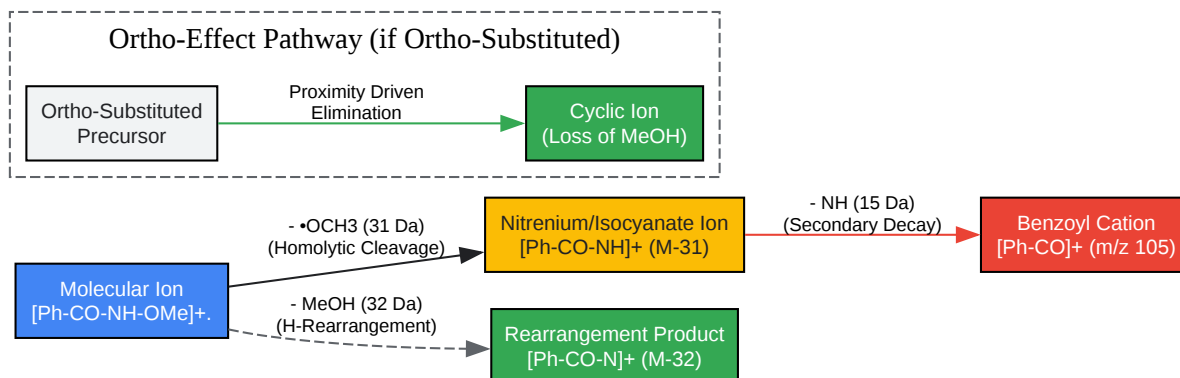 Ortho-Effect Pathway (if Ortho-Substituted)
Ortho-Substituted
Precursor
Proximity Driven
Elimination
Cyclic Ion
(Loss of MeOH)
Molecular Ion
[Ph-CO-NH-OMe]+.
- •OCH3 (31 Da)
(Homolytic Cleavage)
Nitrenium/Isocyanate Ion
[Ph-CO-NH]+ (M-31)
- NH (15 Da)
(Secondary Decay)
Benzoyl Cation
[Ph-CO]+ (m/z 105)
- MeOH (32 Da)
(H-Rearrangement)
Rearrangement Product
[Ph-CO-N]+ (M-32)